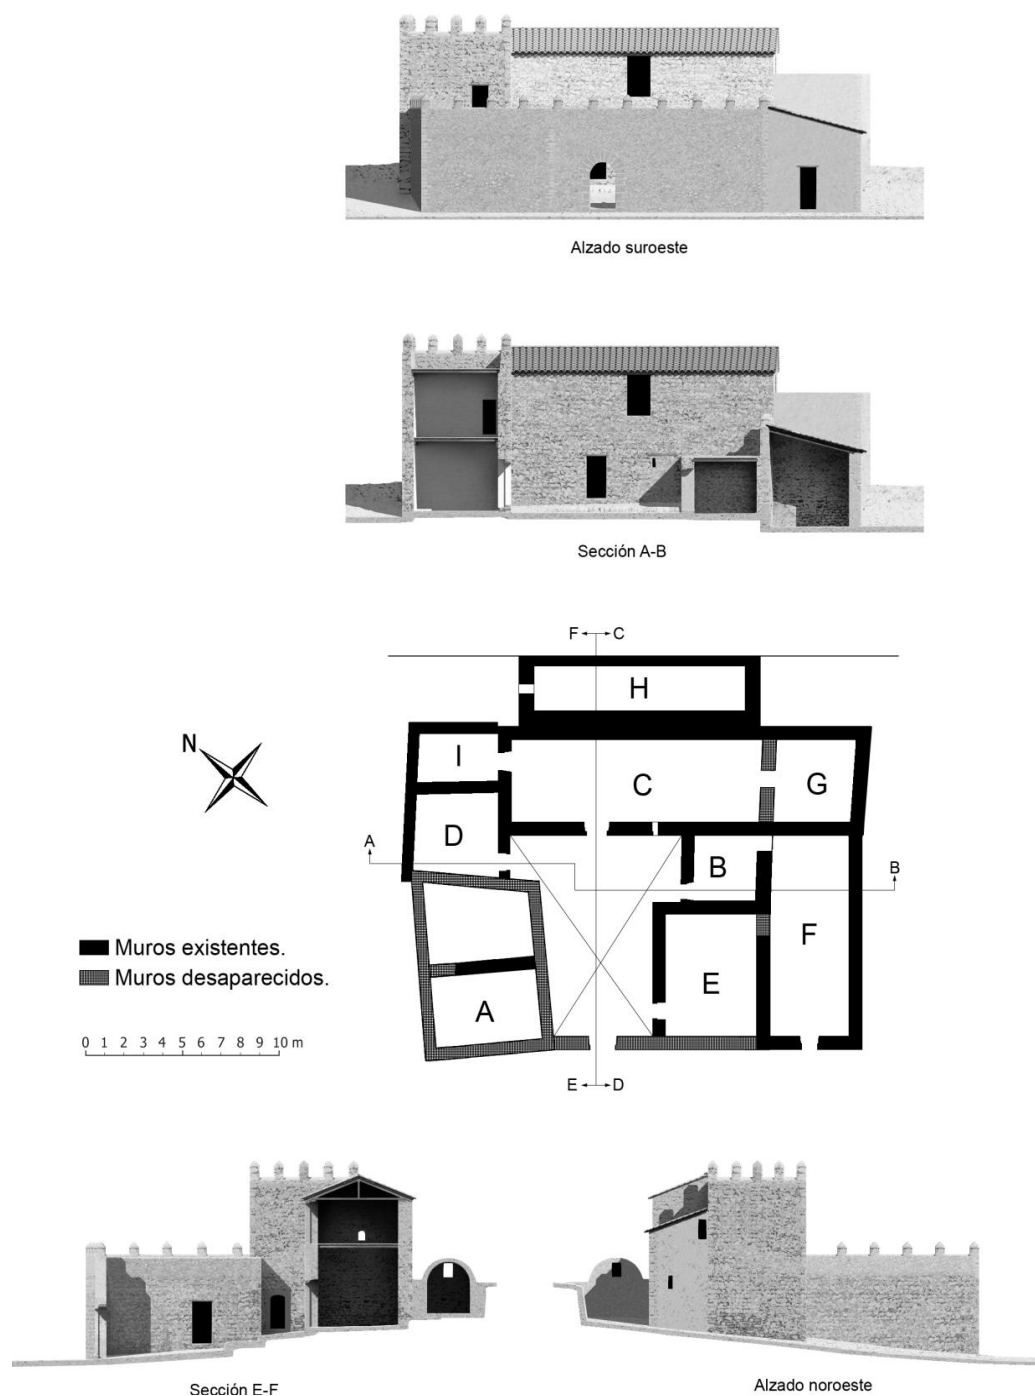 Alzado suroeste
Sección A-B
F C
H
N
I
C
G
D
A
B
B
F
E
A
Muros existentes.
Muros desaparecidos.
0 1 2 3 4 5 6 7 8 9 10 m
E D
Sección E-F
Alzado noroeste